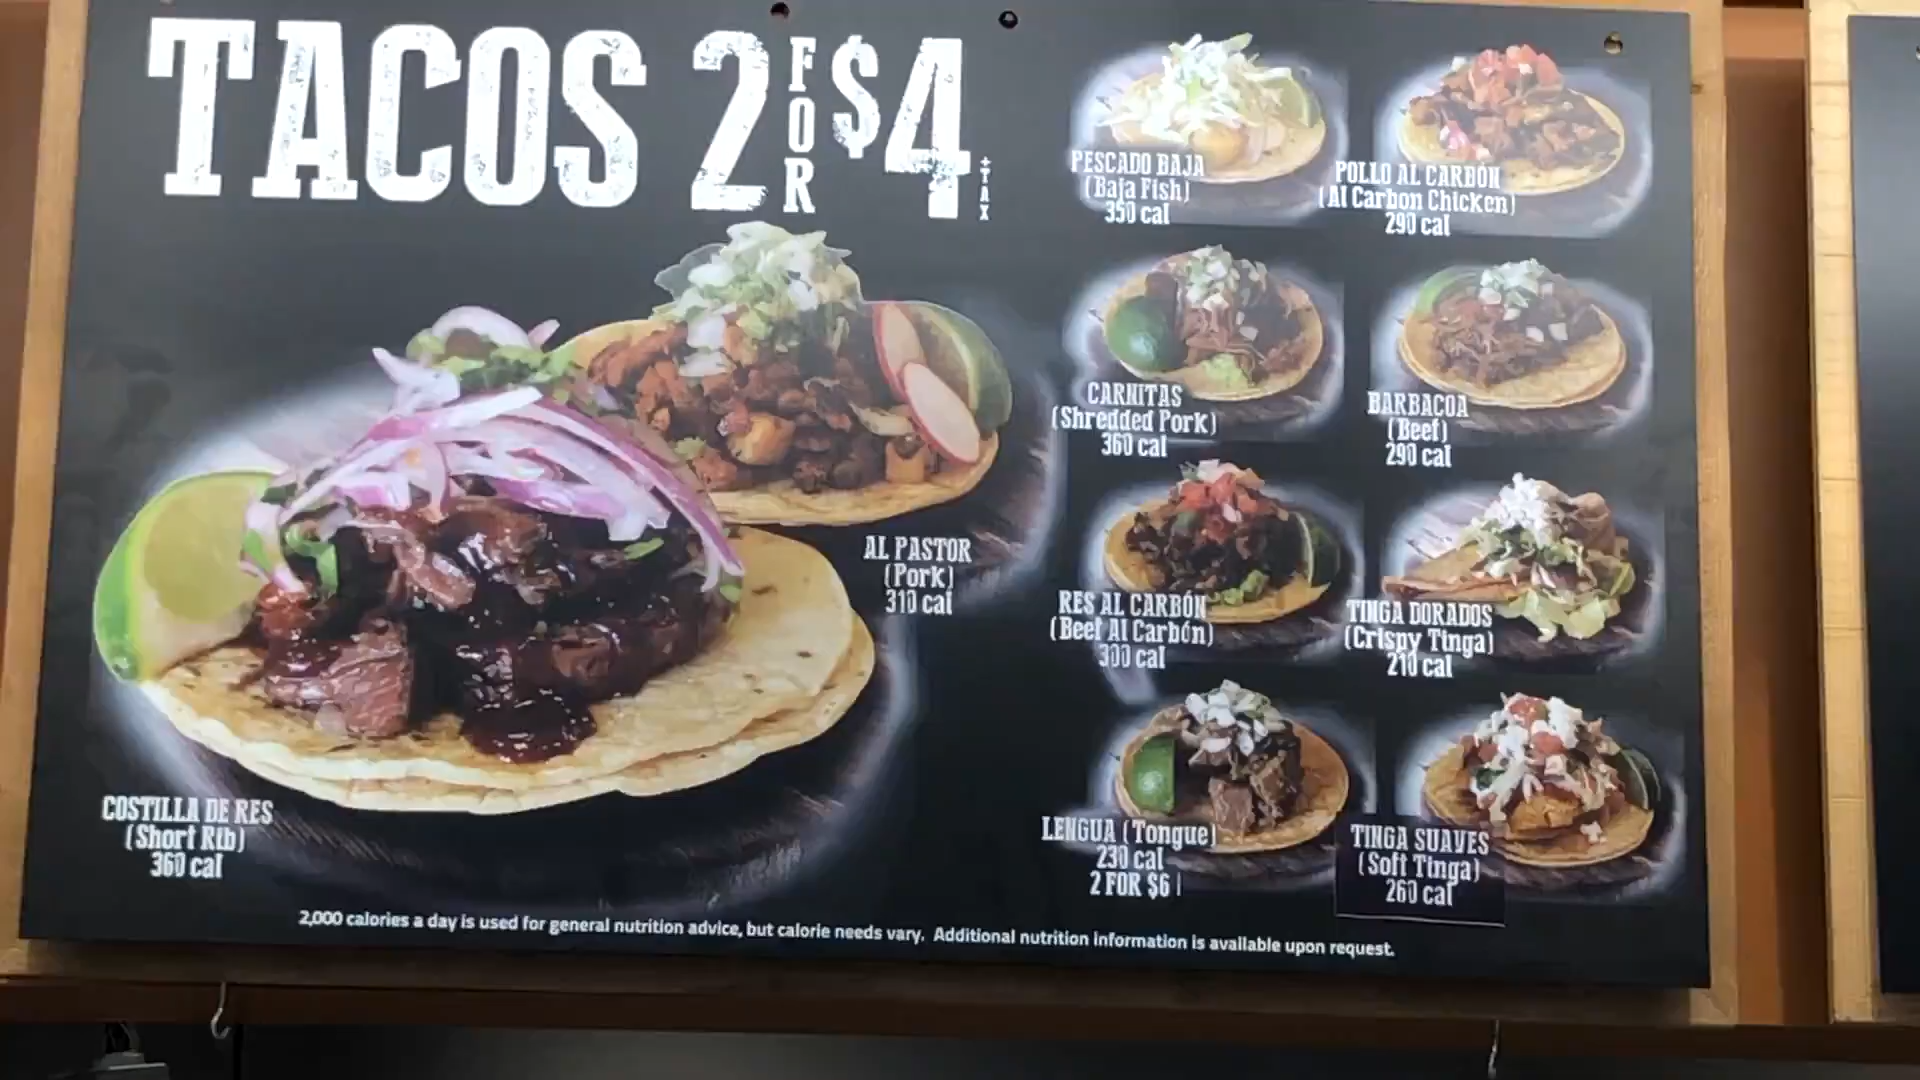 TACOS 2 FOR $4 +TAX
PESCADO BAJA
(Baja Fish)
350 cal
POLLO AL CARBÓN
(Al Carbon Chicken)
290 cal
CARNITAS
(Shredded Pork)
360 cal
BARBACOA
(Beef)
290 cal
AL PASTOR
(Pork)
310 cal
RES AL CARBÓN
(Beef Al Carbón)
300 cal
TINGA DORADOS
(Crispy Tinga)
210 cal
COSTILLA DE RES
(Short Rib)
360 cal
LENGUA (Tongue)
230 cal
2 FOR $6
TINGA SUAVES
(Soft Tinga)
260 cal
2,000 calories a day is used for general nutrition advice, but calorie needs vary. Additional nutrition information is available upon request.